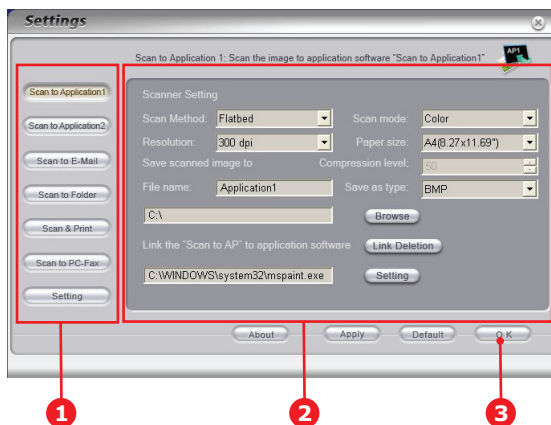 Settings
Scan to Application 1: Scan the image to application software "Scan to Application1"
AP1
Scan to Application1
Scan to Application2
Scan to E-Mail
Scan to Folder
Scan & Print
Scan to PC-Fax
Setting
Scanner Setting
Scan Method: Flatbed Scan mode: Color
Resolution: 300 dpi Paper size: A4(8.27x11.69")
Save scanned image to Compression level: 50
File name: Application1 Save as type: BMP
C:\ Browse
Link the "Scan to AP" to application software Link Deletion
C:\WINDOWS\system32\mspaint.exe Setting
About Apply Default OK
1 2 3